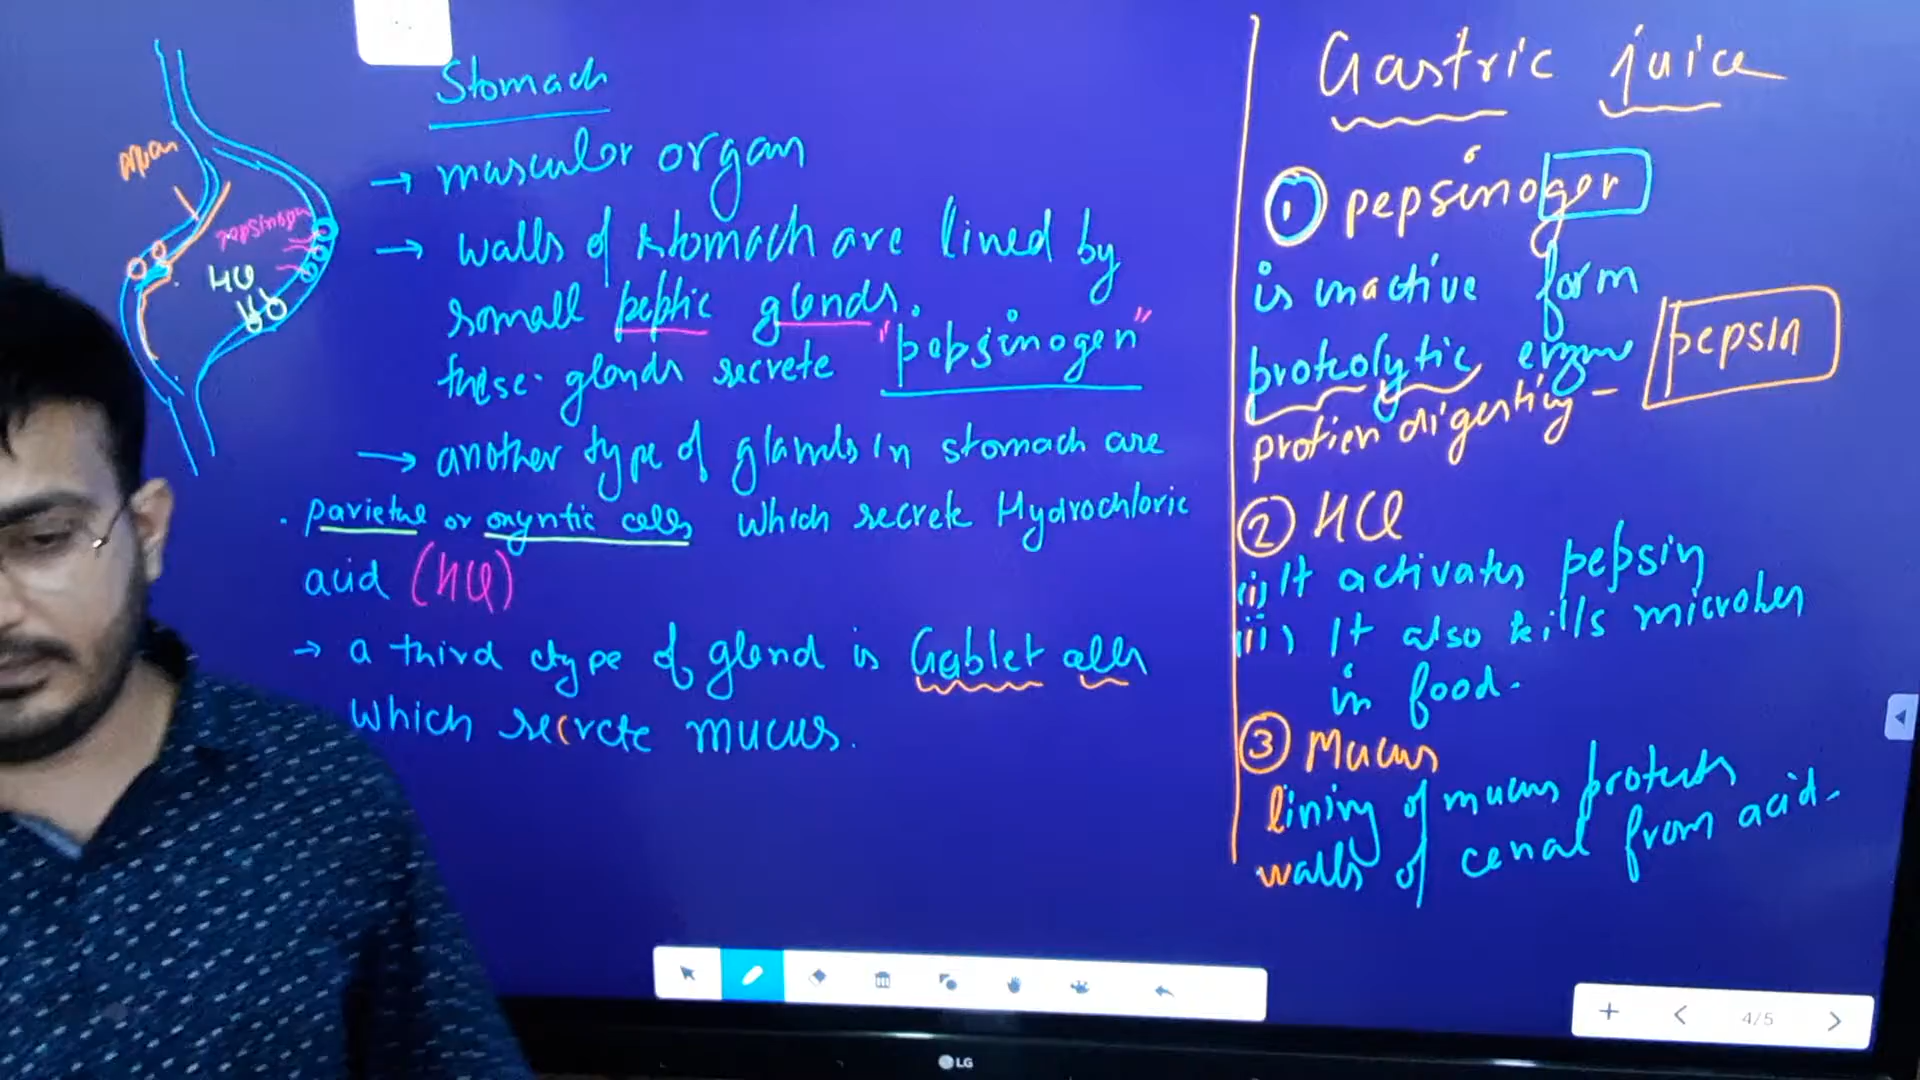 Stomach
→ muscular organ
→ walls of stomach are lined by
small peptic glands.
these glands secrete "pepsinogen"
→ another type of glands in stomach are
parietal or oxyntic cells which secrete Hydrochloric
acid (HCl)
→ a third type of gland is Goblet cells
which secrete mucus.
pepsinogen
HCl
Gastric juice
① pepsinogen
is inactive form
proteolytic enzyme pepsin
protien digesting -
② HCl
(i) It activates pepsin
(ii) It also kills microbes
in food.
③ Mucus
lining of mucus protects
walls of cenal from acid.
4/5
LG